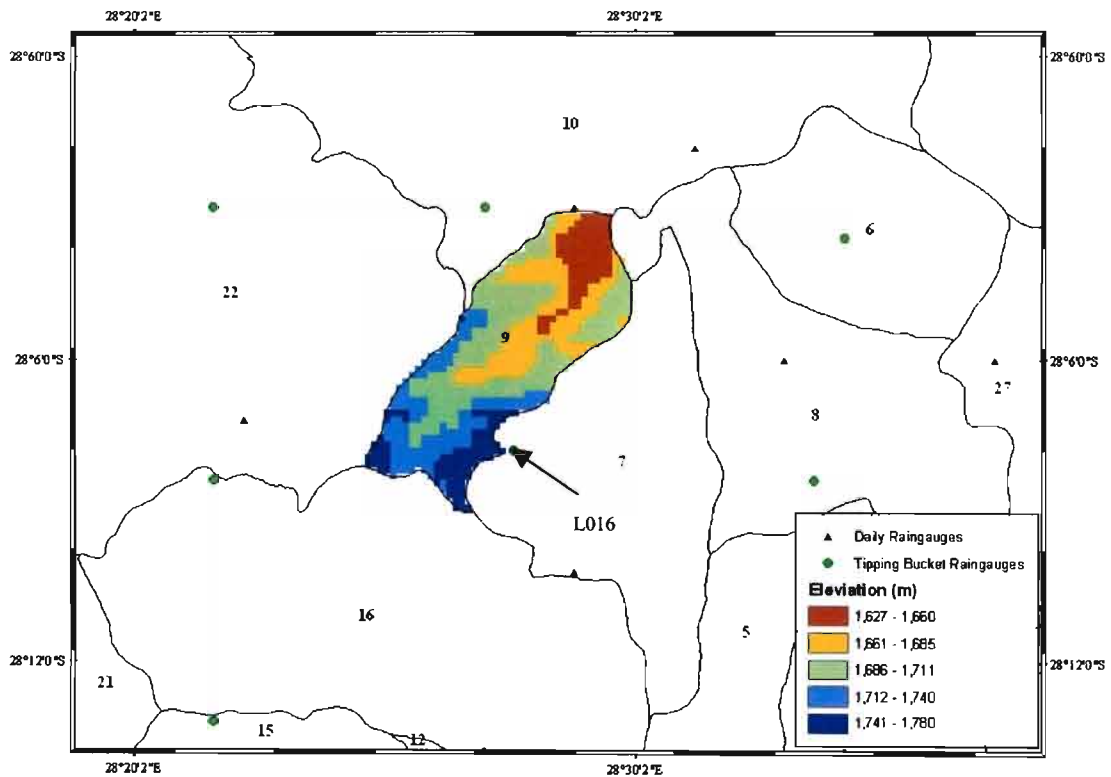 28°20'2"E 28°30'2"E
28°60'0"S 28°60'0"S
10
6
22
9
28°6'0"S 28°6'0"S
27
8
7
L016
Daily Raingauges
Tipping Bucket Raingauges
Elevation (m)
1,627 - 1,660
16
1,661 - 1,685
5
1,686 - 1,711
28°12'0"S 28°12'0"S
21
1,712 - 1,740
1,741 - 1,780
15
12
28°20'2"E 28°30'2"E